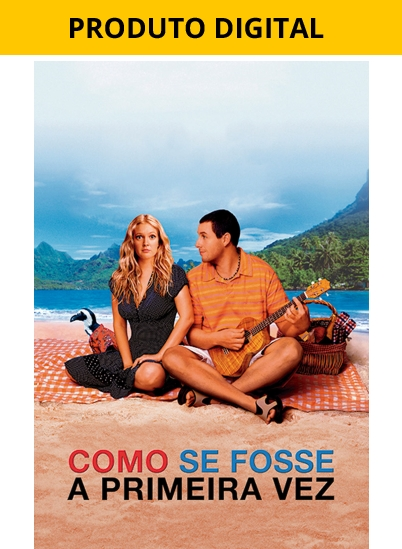 PRODUTO DIGITAL
COMO SE FOSSE
A PRIMEIRA VEZ